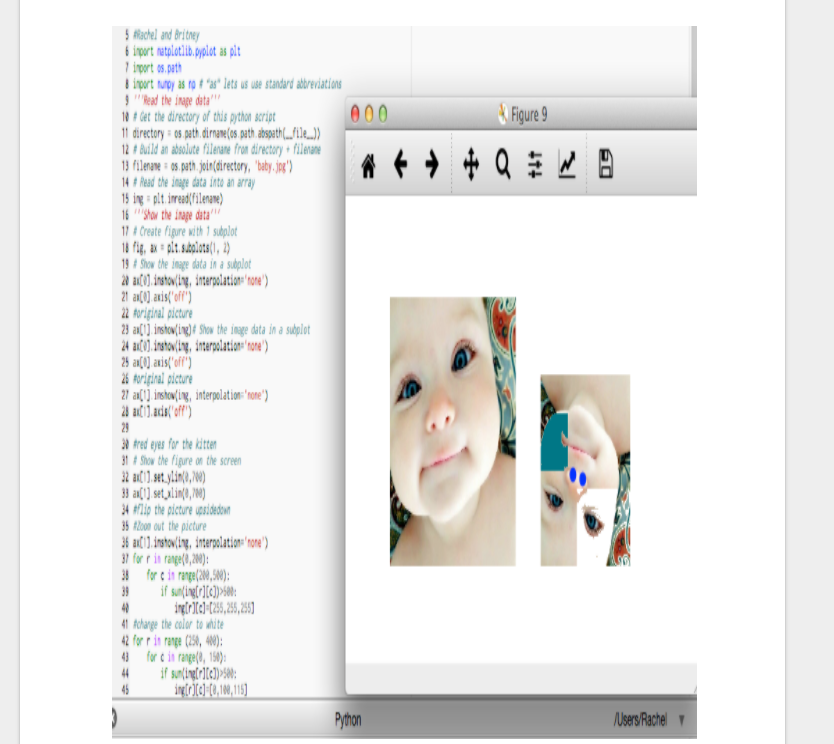 5 #Rachel and Britney
6 import matplotlib.pyplot as plt
7 import os.path
8 import numpy as np # "as" lets us use standard abbreviations
9 '''Read the image data'''
10 # Get the directory of this python script
11 directory = os.path.dirname(os.path.abspath(__file__))
12 # Build an absolute filename from directory + filename
13 filename = os.path.join(directory, 'baby.jpg')
14 # Read the image data into an array
15 img = plt.imread(filename)
16 '''Show the image data'''
17 # Create figure with 1 subplot
18 fig, ax = plt.subplots(1, 2)
19 # Show the image data in a subplot
20 ax[0].imshow(img, interpolation='none')
21 ax[0].axis('off')
22 #original picture
23 ax[1].imshow(img)# Show the image data in a subplot
24 ax[0].imshow(img, interpolation='none')
25 ax[0].axis('off')
26 #original picture
27 ax[1].imshow(img, interpolation='none')
28 ax[1].axis('off')
29
30 #red eyes for the kitten
31 # Show the figure on the screen
32 ax[1].set_ylim(0,700)
33 ax[1].set_xlim(0,700)
34 #flip the picture upsidedown
35 #Zoom out the picture
36 ax[1].imshow(img, interpolation='none')
37 for r in range(0,200):
38 for c in range(200,500):
39 if sum(img[r][c])>500:
40 img[r][c]=[255,255,255]
41 #change the color to white
42 for r in range (250, 400):
43 for c in range(0, 150):
44 if sum(img[r][c])>500:
45 img[r][c]=[0,100,115]
Figure 9
Python
/Users/Rachel